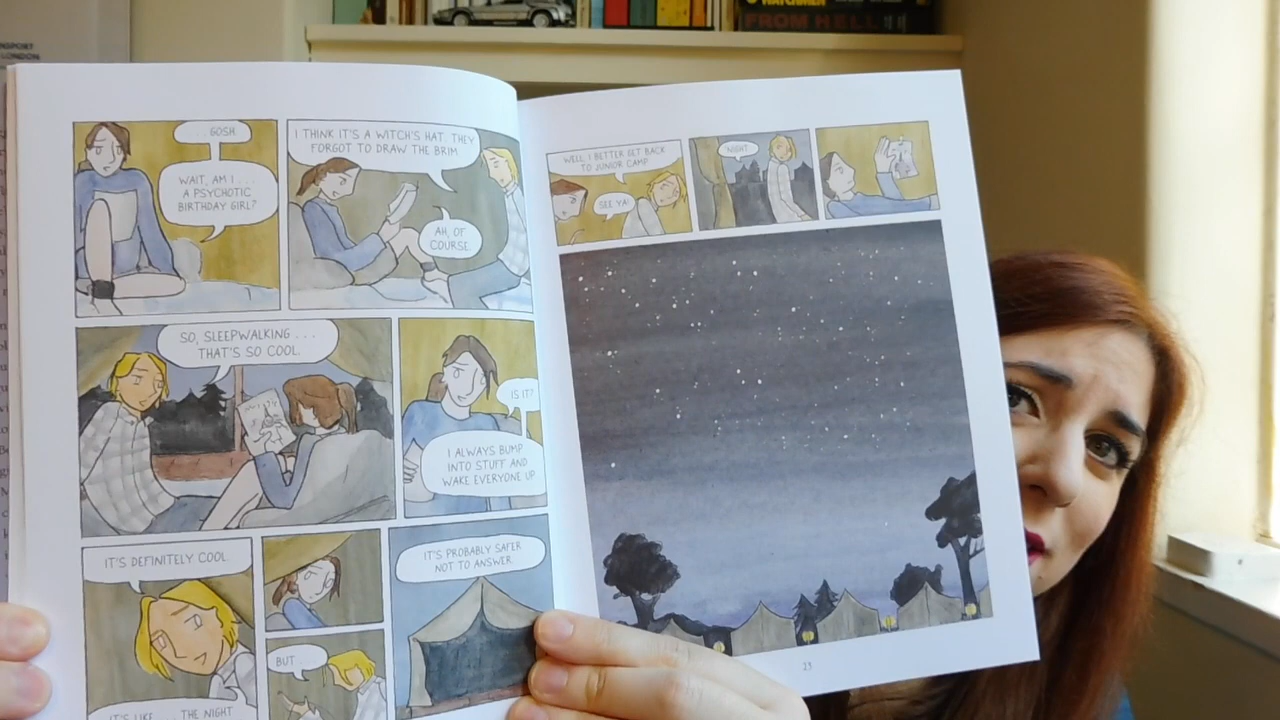 NSPORT
LONDON
WATCHMEN
FROM HELL
...GOSH.
WAIT, AM I...
A PSYCHOTIC
BIRTHDAY GIRL?
I THINK IT'S A WITCH'S HAT. THEY
FORGOT TO DRAW THE BRIM
AH, OF
COURSE.
SO, SLEEPWALKING...
THAT'S SO COOL.
IS IT?
I ALWAYS BUMP
INTO STUFF AND
WAKE EVERYONE UP
IT'S DEFINITELY COOL.
IT'S LIKE... THE NIGHT
BUT...
IT'S PROBABLY SAFER
NOT TO ANSWER.
WELL I BETTER GET BACK
TO JUNIOR CAMP
SEE YA.
NIGHT.
23